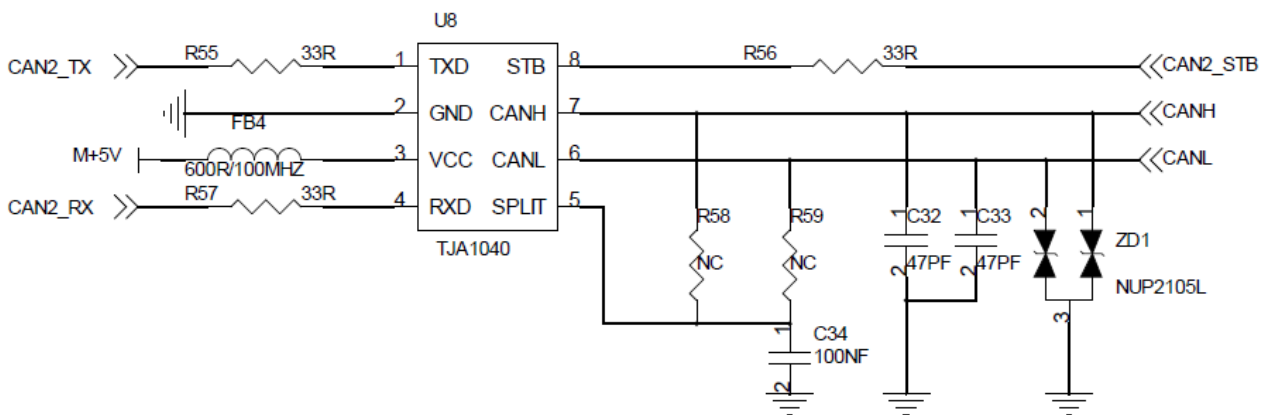 U8
CAN2_TX R55 33R 1 TXD STB 8 R56 33R CAN2_STB
2 GND CANH 7 CANH
FB4
M+5V 600R/100MHZ 3 VCC CANL 6 CANL
CAN2_RX R57 33R 4 RXD SPLIT 5
TJA1040
R58 R59 1 C32 1 C33 2 1 ZD1
NC NC 2 47PF 2 47PF NUP2105L
3
1 C34
100NF
2